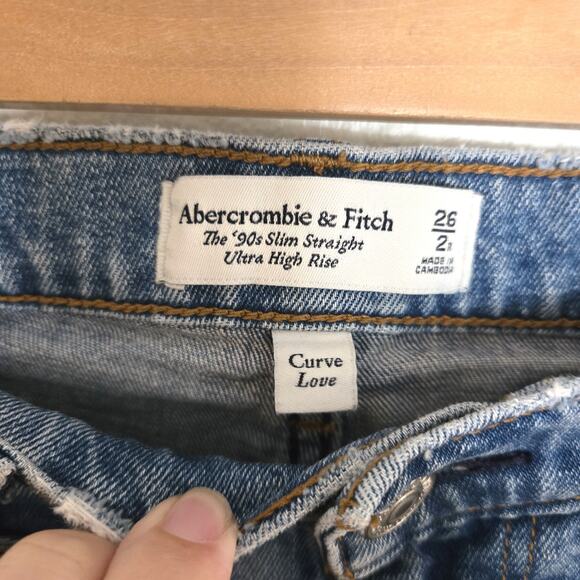 Abercrombie & Fitch
The '90s Slim Straight
Ultra High Rise
26
2R
MADE IN
CAMBODIA
Curve
Love